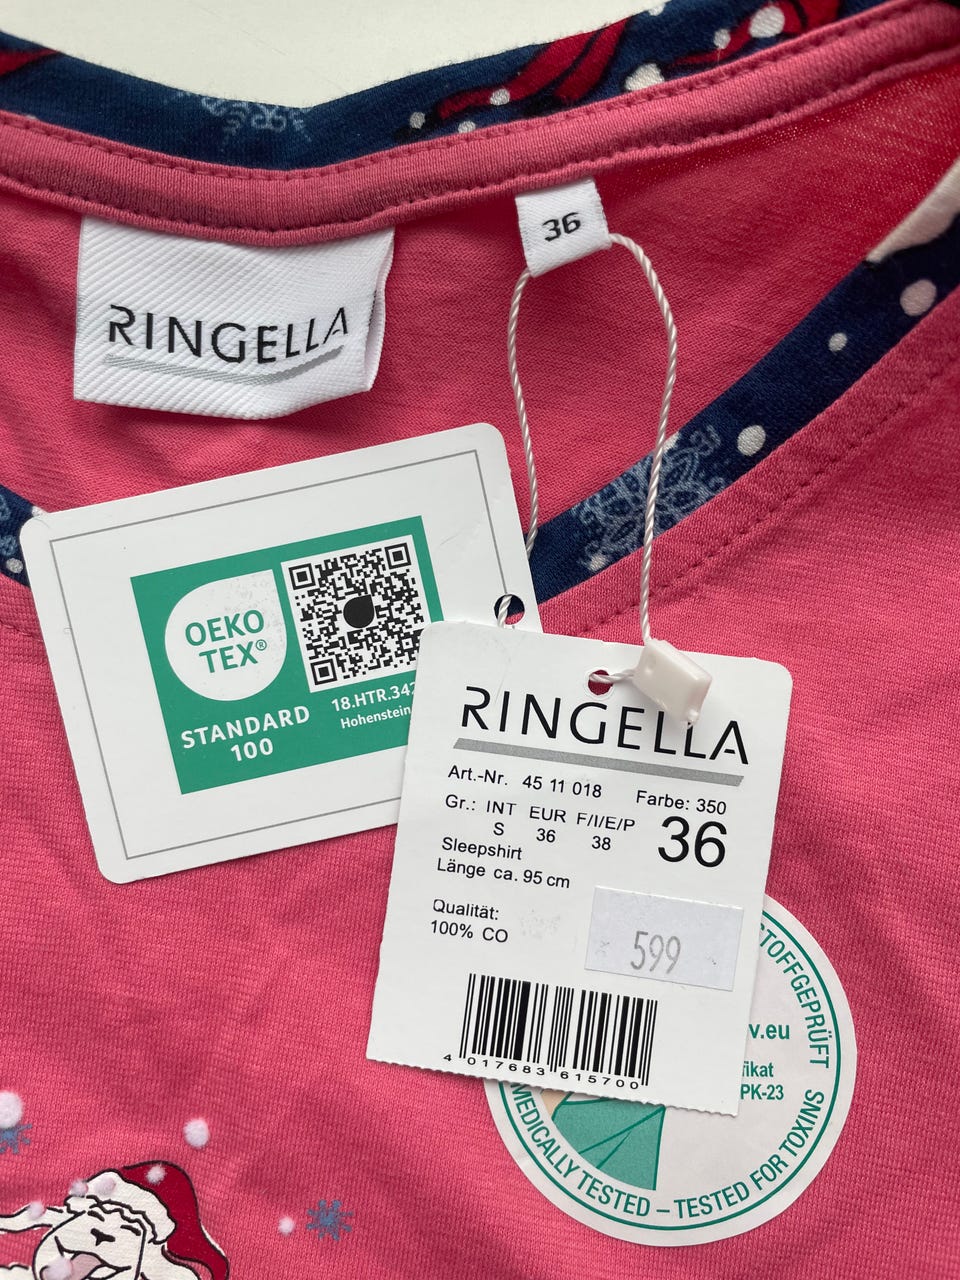 36
RINGELLA
OEKO
TEX®
STANDARD
100
18.HTR.342
Hohenstein
RINGELLA
Art.-Nr. 45 11 018 Farbe: 350
Gr.: INT EUR F/I/E/P
S 36 38
36
Sleepshirt
Länge ca. 95 cm
Qualität:
100% CO
599
4 017683 615700
STOFFGEPRÜFT
v.eu
fikat
PK-23
MEDICALLY TESTED – TESTED FOR TOXINS